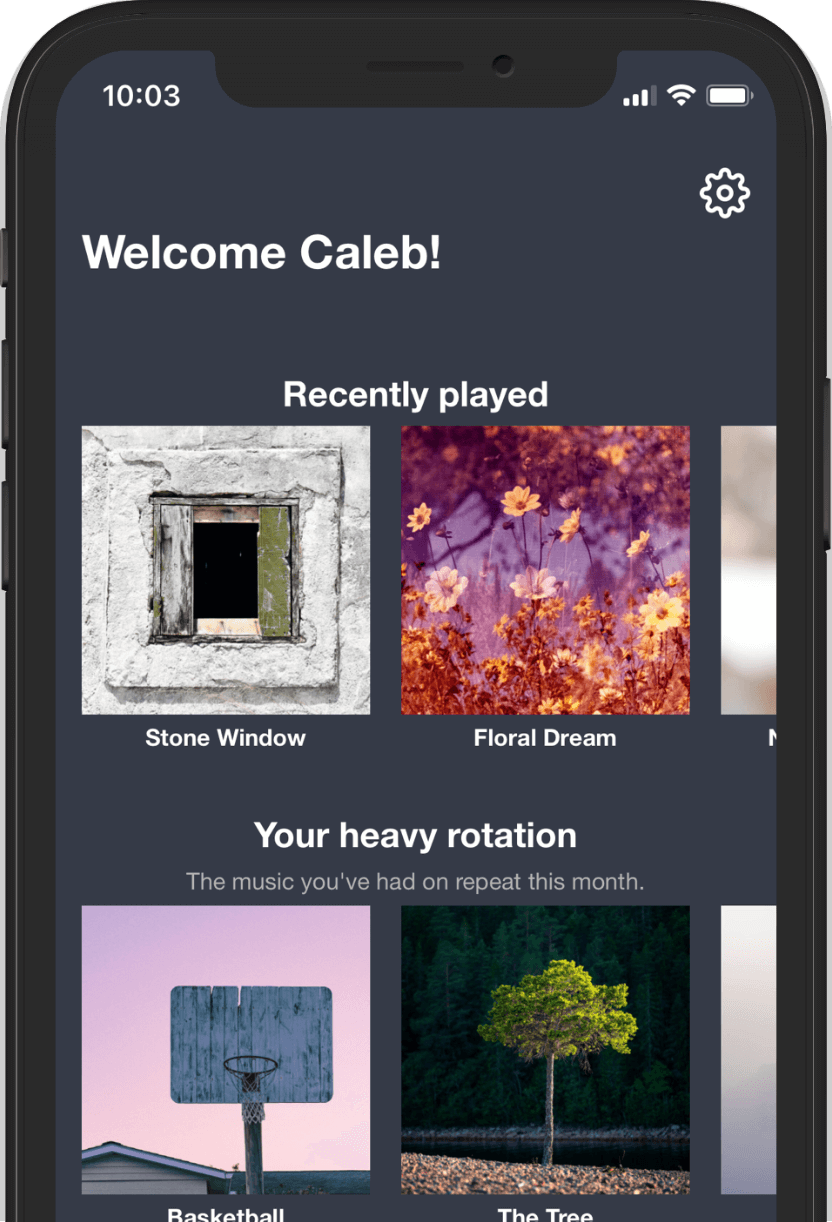 10:03
Welcome Caleb!
Recently played
Stone Window
Floral Dream
Your heavy rotation
The music you've had on repeat this month.
Basketball
The Tree